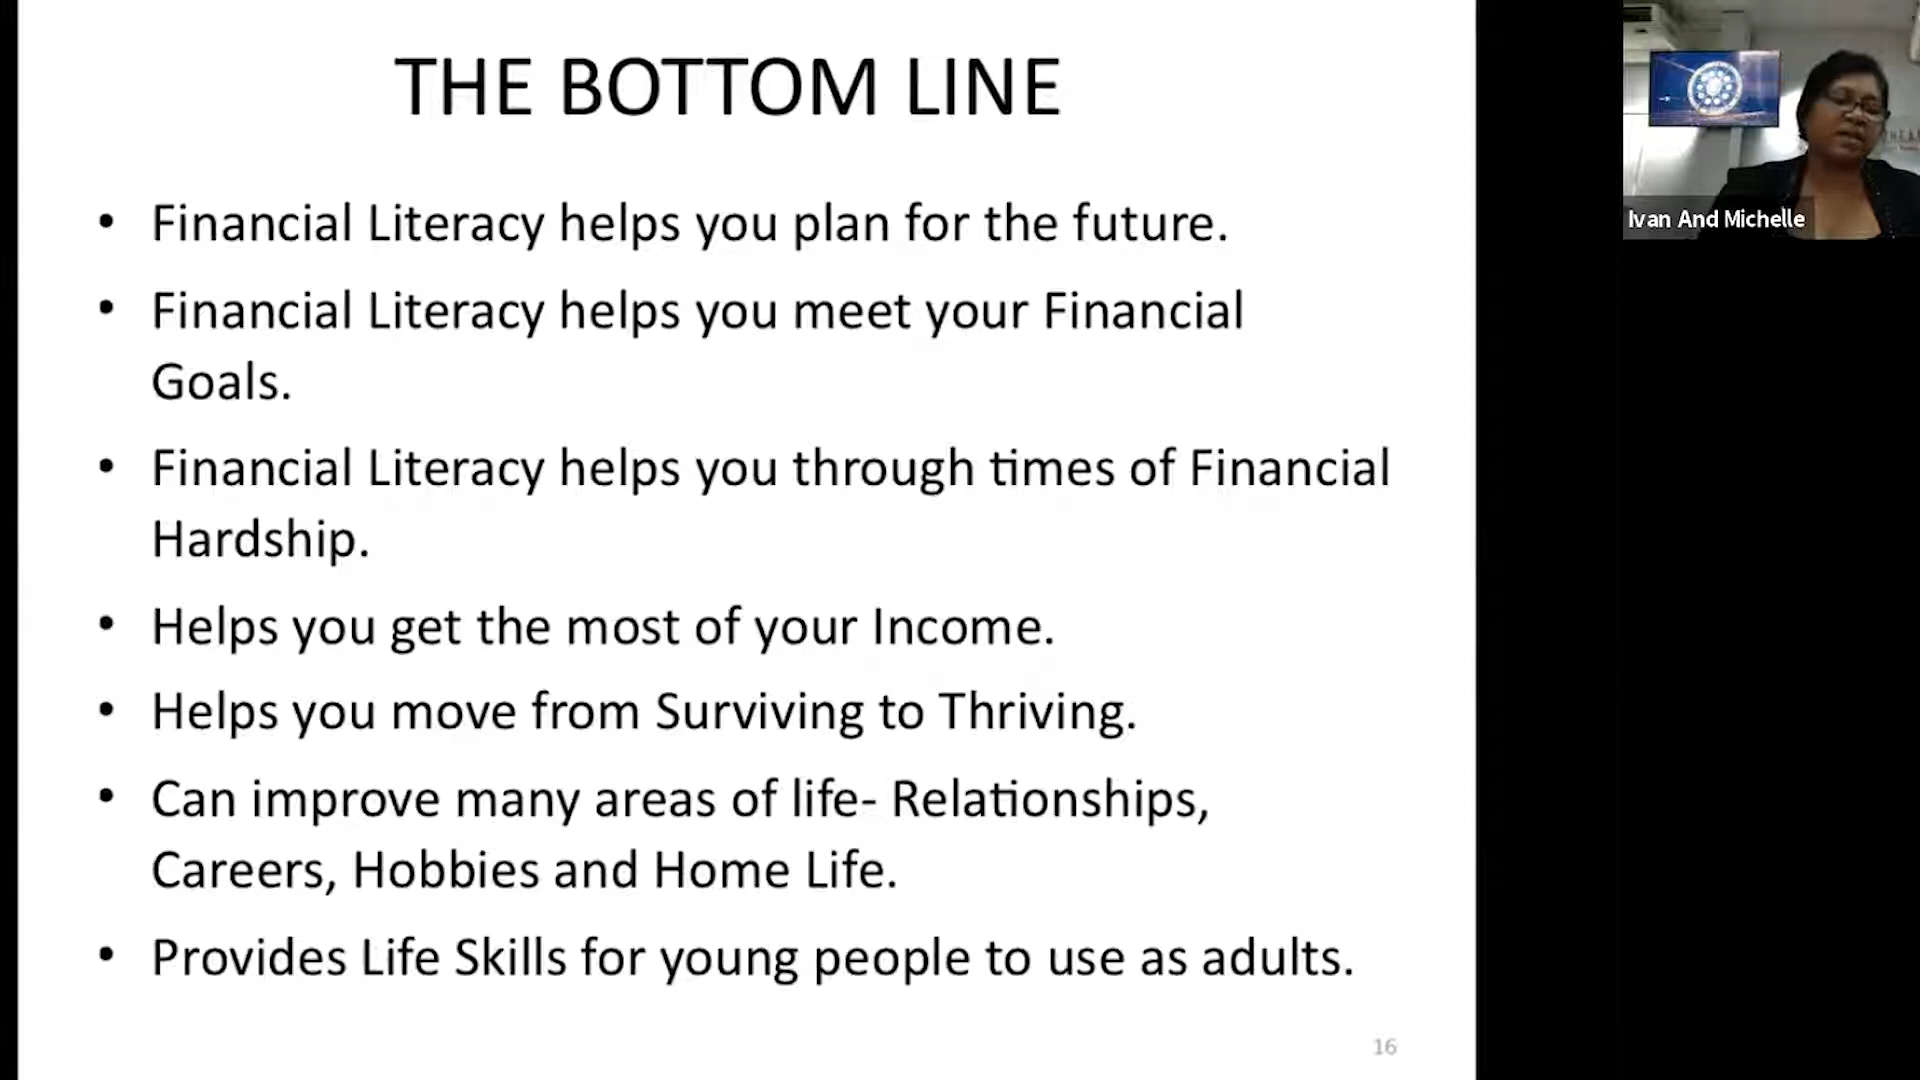 THE BOTTOM LINE
• Financial Literacy helps you plan for the future.
• Financial Literacy helps you meet your Financial
Goals.
• Financial Literacy helps you through times of Financial
Hardship.
• Helps you get the most of your Income.
• Helps you move from Surviving to Thriving.
• Can improve many areas of life- Relationships,
Careers, Hobbies and Home Life.
• Provides Life Skills for young people to use as adults.
16
Ivan And Michelle